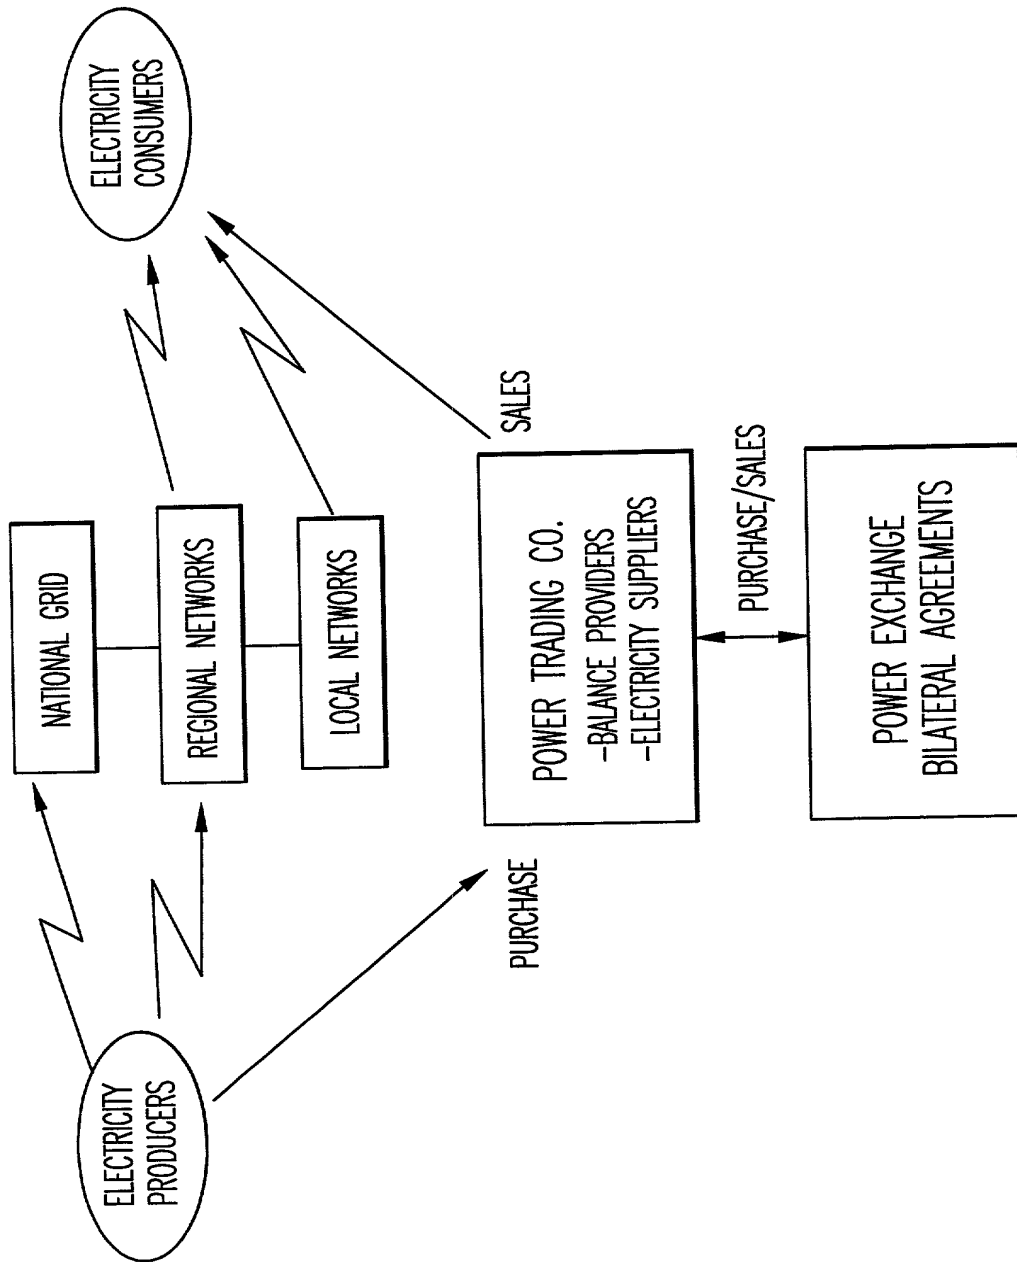 NATIONAL GRID
ELECTRICITY
PRODUCERS
REGIONAL NETWORKS
ELECTRICITY
CONSUMERS
LOCAL NETWORKS
PURCHASE
POWER TRADING CO.
-BALANCE PROVIDERS
-ELECTRICITY SUPPLIERS
SALES
PURCHASE/SALES
POWER EXCHANGE
BILATERAL AGREEMENTS